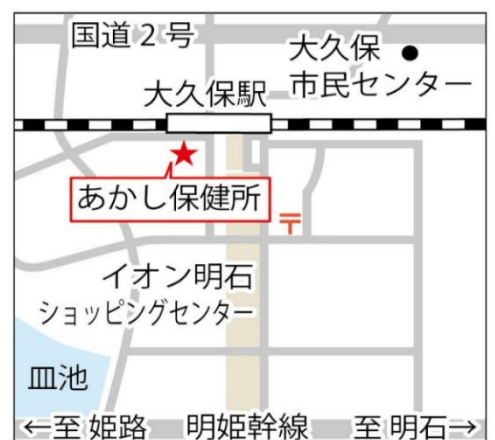 国道２号
大久保
市民センター
大久保駅
あかし保健所
〒
イオン明石
ショッピングセンター
皿池
←至 姫路
明姫幹線
至 明石→